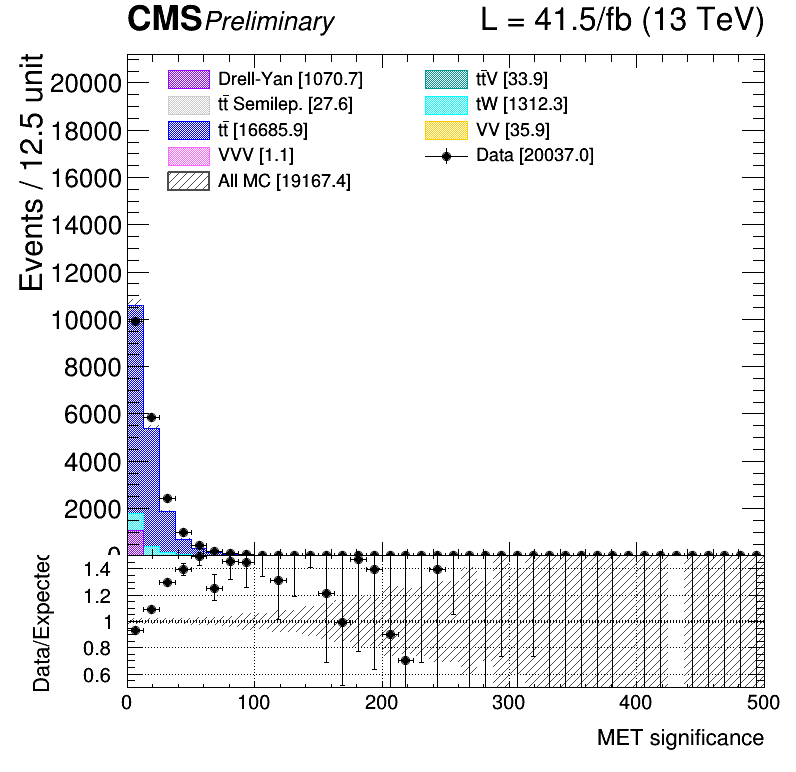 CMS Preliminary L = 41.5/fb (13 TeV)
Events / 12.5 unit
20000
18000
16000
14000
12000
10000
8000
6000
4000
2000
0
Drell-Yan [1070.7]
tt̄ Semilep. [27.6]
tt̄ [16685.9]
VVV [1.1]
All MC [19167.4]
tt̄V [33.9]
tW [1312.3]
VV [35.9]
Data [20037.0]
Data/Expected
1.4
1.2
1
0.8
0.6
0 100 200 300 400 500
MET significance